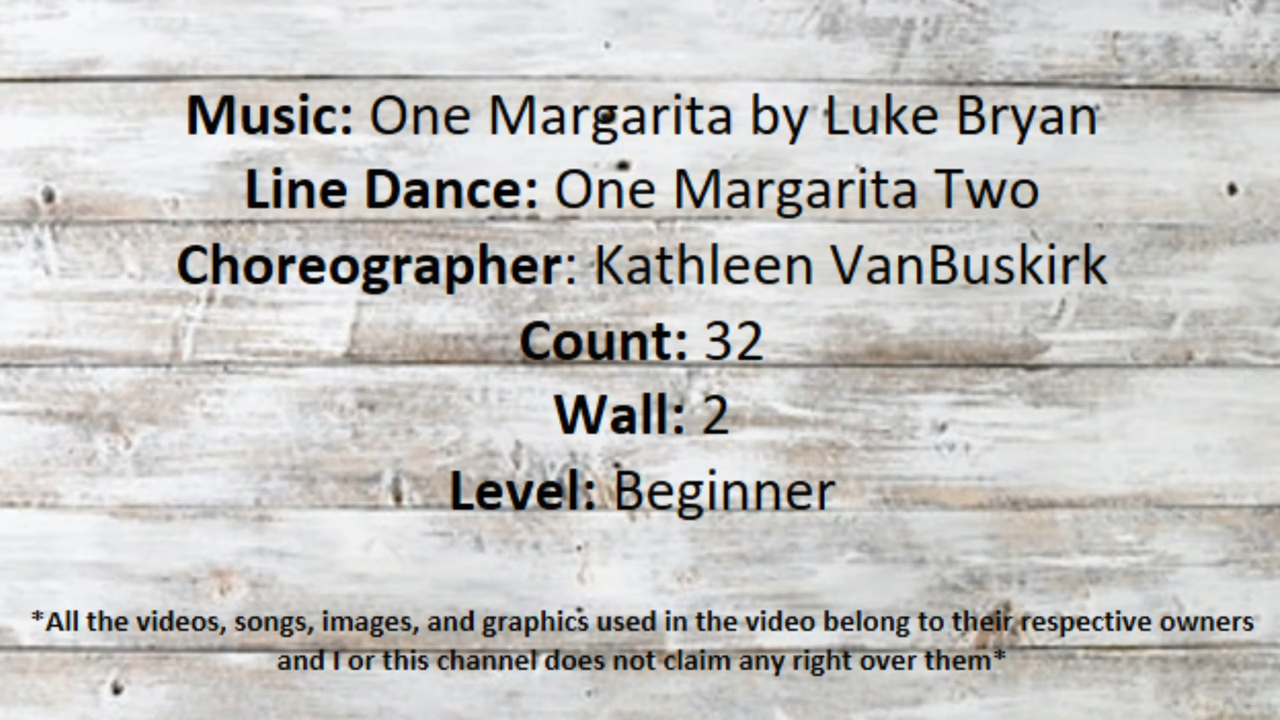 Music: One Margarita by Luke Bryan
Line Dance: One Margarita Two
Choreographer: Kathleen VanBuskirk
Count: 32
Wall: 2
Level: Beginner
*All the videos, songs, images, and graphics used in the video belong to their respective owners
and I or this channel does not claim any right over them*